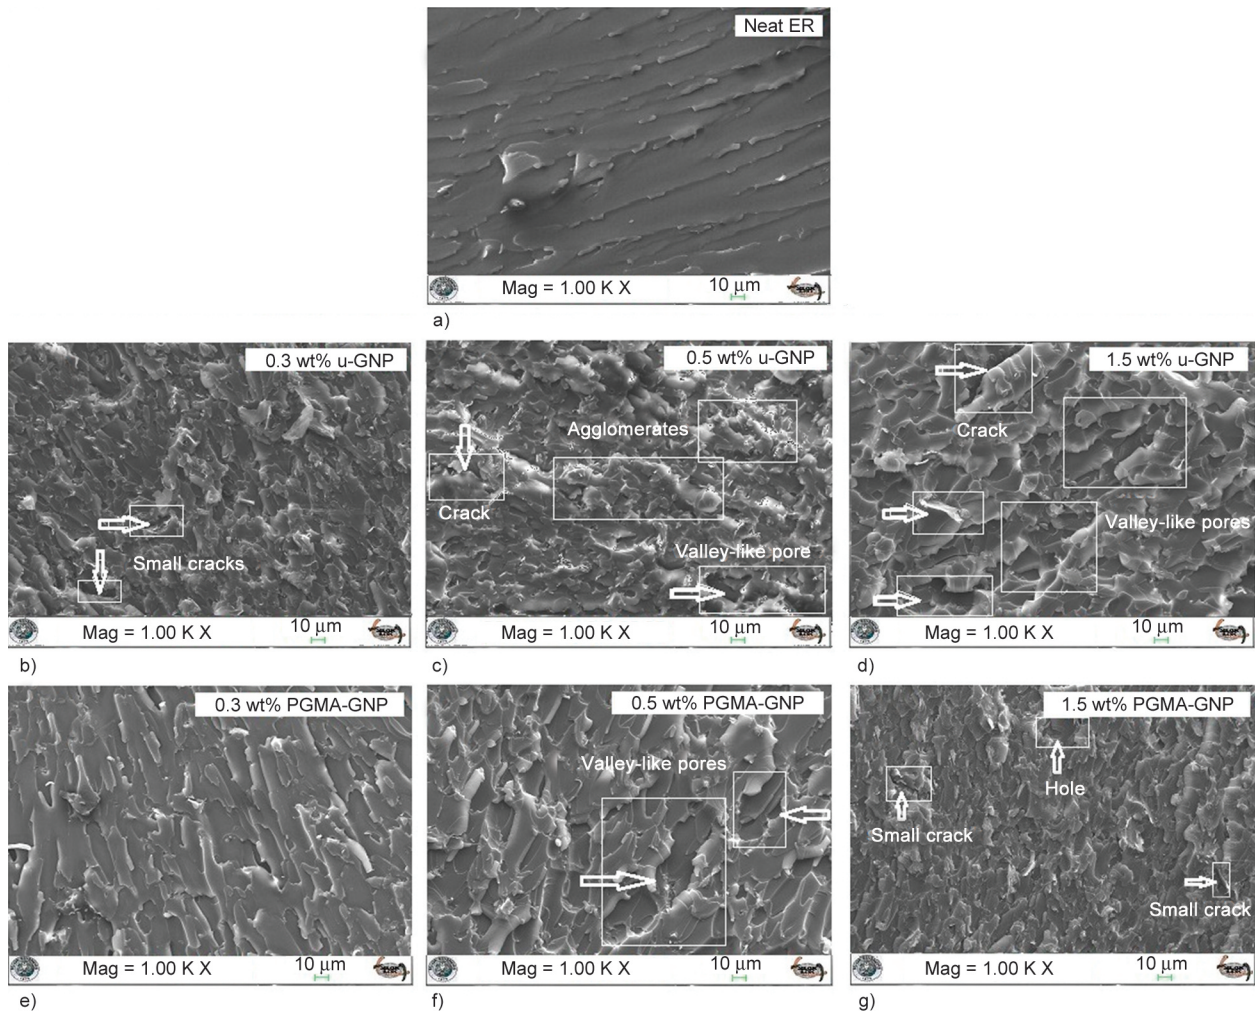 Neat ER
Mag = 1.00 K X
10 μm
a)
0.3 wt% u-GNP
Small cracks
Mag = 1.00 K X
10 μm
b)
0.5 wt% u-GNP
Agglomerates
Crack
Valley-like pore
Mag = 1.00 K X
10 μm
c)
1.5 wt% u-GNP
Crack
Valley-like pores
Mag = 1.00 K X
10 μm
d)
0.3 wt% PGMA-GNP
Mag = 1.00 K X
10 μm
e)
0.5 wt% PGMA-GNP
Valley-like pores
Mag = 1.00 K X
10 μm
f)
1.5 wt% PGMA-GNP
Hole
Small crack
Small crack
Mag = 1.00 K X
10 μm
g)